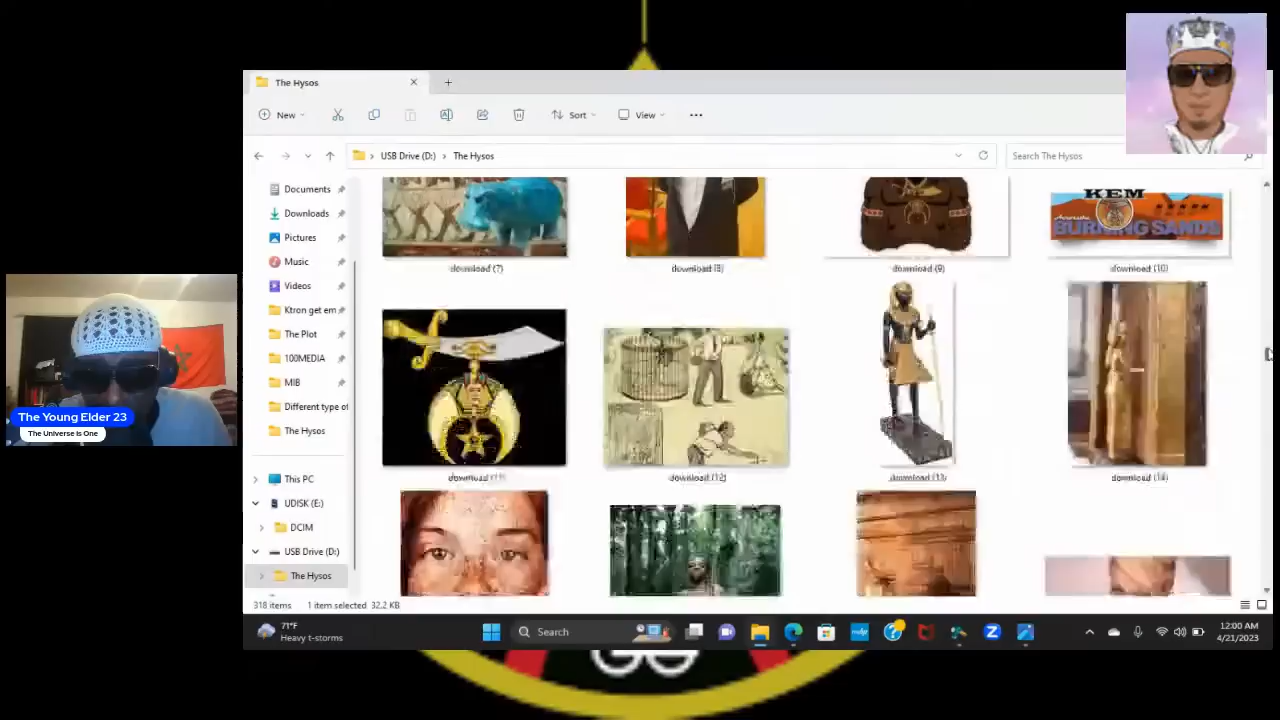 The Hysos
New
Sort
View
USB Drive (D:)
The Hysos
Search The Hysos
Documents
Downloads
Pictures
Music
Videos
Ktron get em
The Plot
100MEDIA
MIB
Different type of
The Hysos
This PC
UDISK (E:)
DCIM
USB Drive (D:)
The Hysos
KEM
BURNING SANDS
download (7)
download (8)
download (9)
download (10)
download (11)
download (12)
download (13)
download (14)
318 items
1 item selected 32.2 KB
The Young Elder 23
The Universe is One
71°F
Heavy t-storms
Search
12:00 AM
4/21/2023